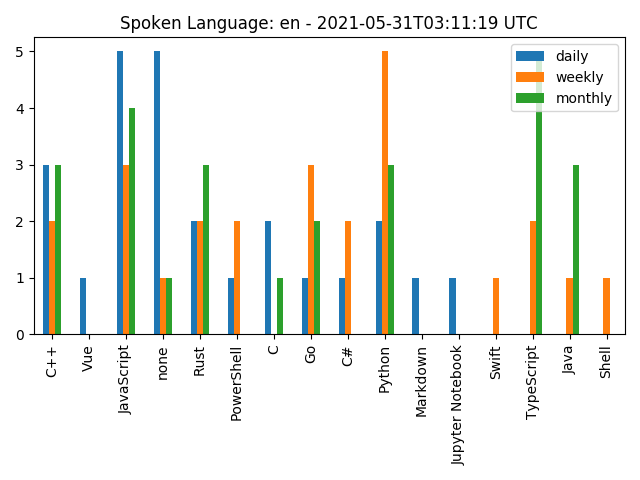 Spoken Language: en - 2021-05-31T03:11:19 UTC
daily
weekly
monthly
5
4
3
2
1
0
C++
Vue
JavaScript
none
Rust
PowerShell
C
Go
C#
Python
Markdown
Jupyter Notebook
Swift
TypeScript
Java
Shell